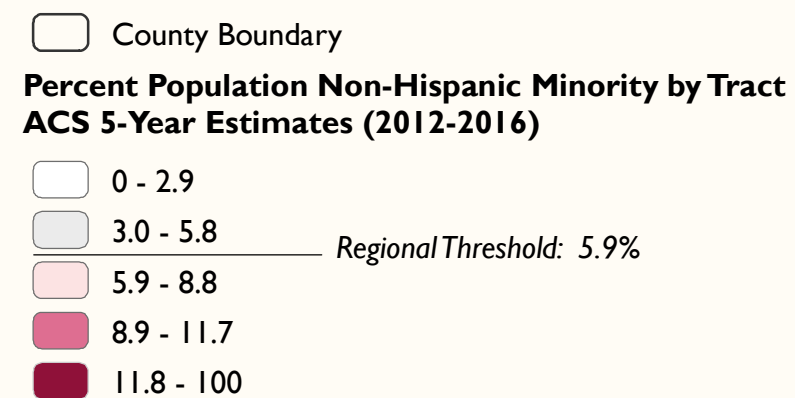 County Boundary
Percent Population Non-Hispanic Minority by Tract
ACS 5-Year Estimates (2012-2016)
0 - 2.9
3.0 - 5.8
Regional Threshold: 5.9%
5.9 - 8.8
8.9 - 11.7
11.8 - 100